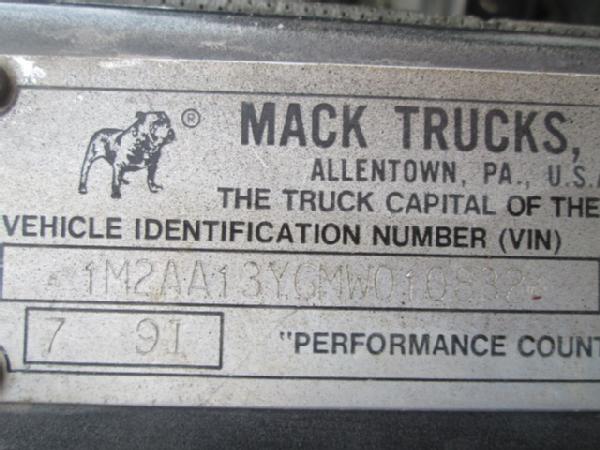 MACK TRUCKS,
®
ALLENTOWN, PA., U.S.A
THE TRUCK CAPITAL OF THE
VEHICLE IDENTIFICATION NUMBER (VIN)
*1M2AA13Y6MW010832*
7 91
"PERFORMANCE COUNT